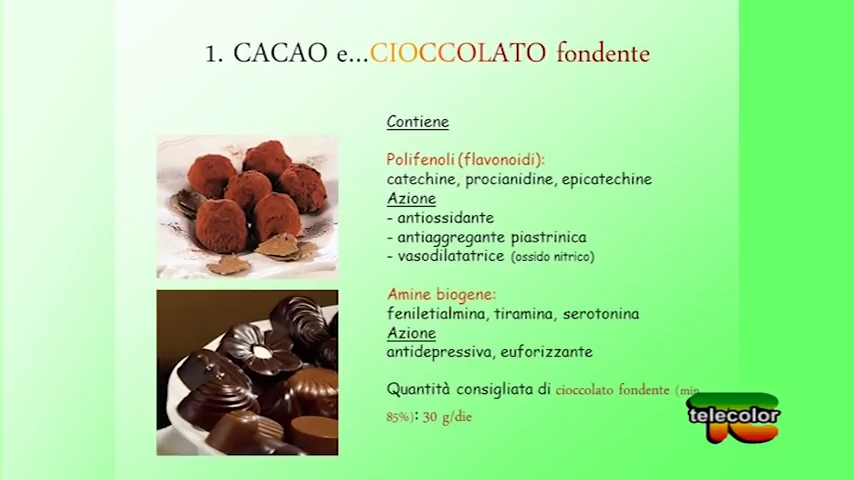 1. CACAO e...CIOCCOLATO fondente
Contiene
Polifenoli (flavonoidi):
catechine, procianidine, epicatechine
Azione
- antiossidante
- antiaggregante piastrinica
- vasodilatatrice (ossido nitrico)
Amine biogene:
feniletialmina, tiramina, serotonina
Azione
antidepressiva, euforizzante
Quantità consigliata di cioccolato fondente (min
85%): 30 g/die
telecolor